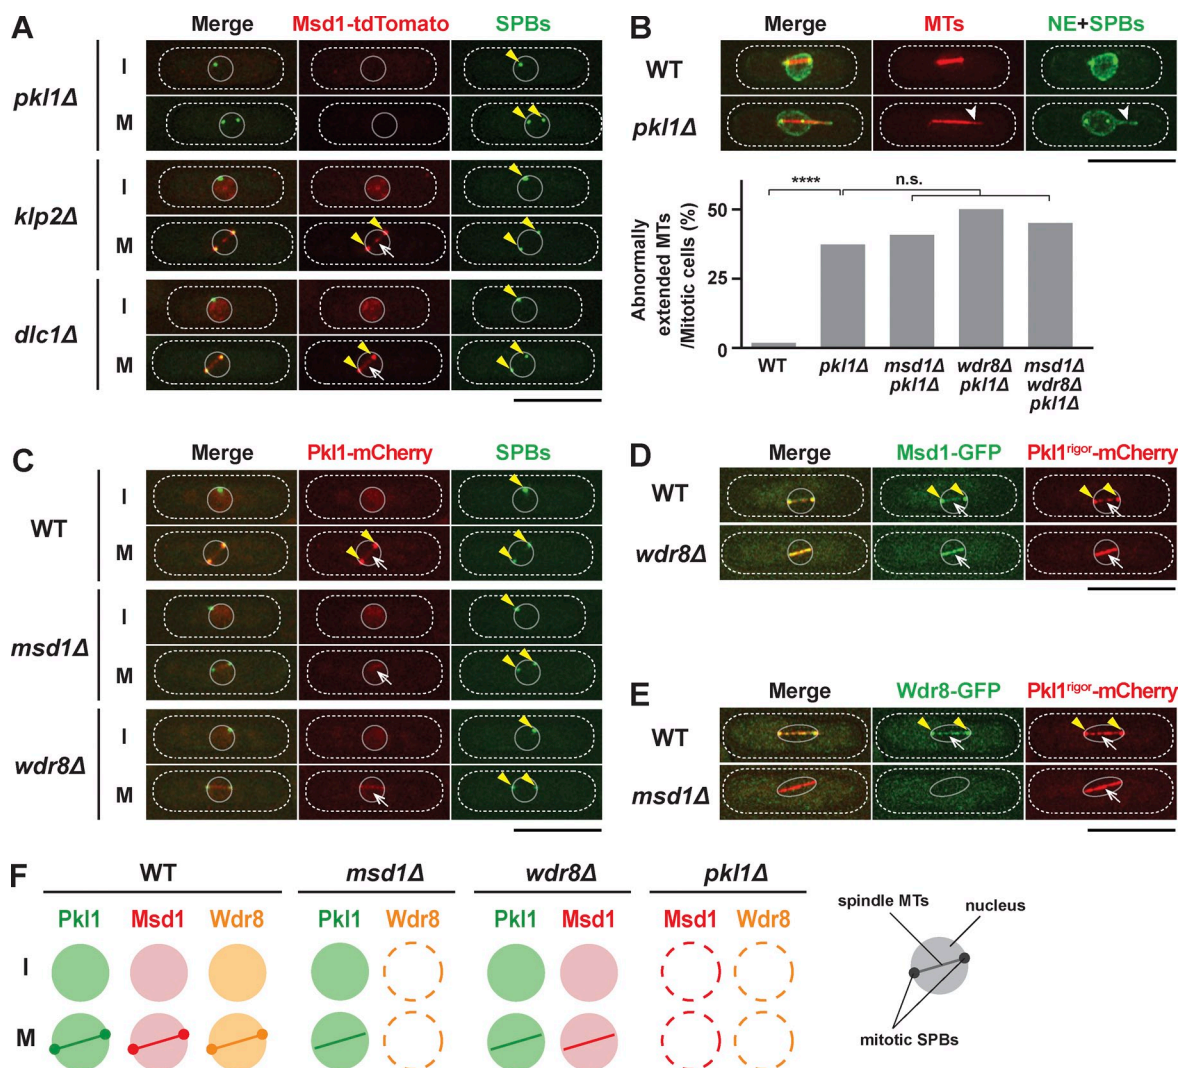 A
Merge Msd1-tdTomato SPBs
pkl1Δ
I
M
klp2Δ
I
M
dlc1Δ
I
M
B
Merge MTs NE+SPBs
WT
pkl1Δ
Abnormally
extended MTs
/Mitotic cells (%)
50
25
0
**** n.s.
WT pkl1Δ msd1Δ wdr8Δ msd1Δ
pkl1Δ pkl1Δ wdr8Δ
pkl1Δ
C
Merge Pkl1-mCherry SPBs
WT
I
M
msd1Δ
I
M
wdr8Δ
I
M
D
Merge Msd1-GFP Pkl1rigor-mCherry
WT
wdr8Δ
E
Merge Wdr8-GFP Pkl1rigor-mCherry
WT
msd1Δ
F
WT msd1Δ wdr8Δ pkl1Δ
Pkl1 Msd1 Wdr8 Pkl1 Wdr8 Pkl1 Msd1 Msd1 Wdr8
I
M
spindle MTs
nucleus
mitotic SPBs